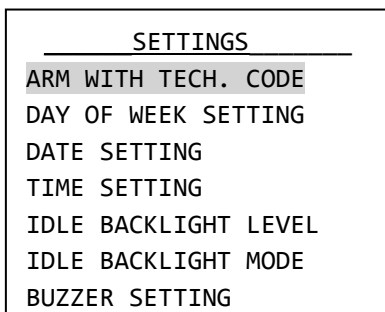 SETTINGS
ARM WITH TECH. CODE
DAY OF WEEK SETTING
DATE SETTING
TIME SETTING
IDLE BACKLIGHT LEVEL
IDLE BACKLIGHT MODE
BUZZER SETTING